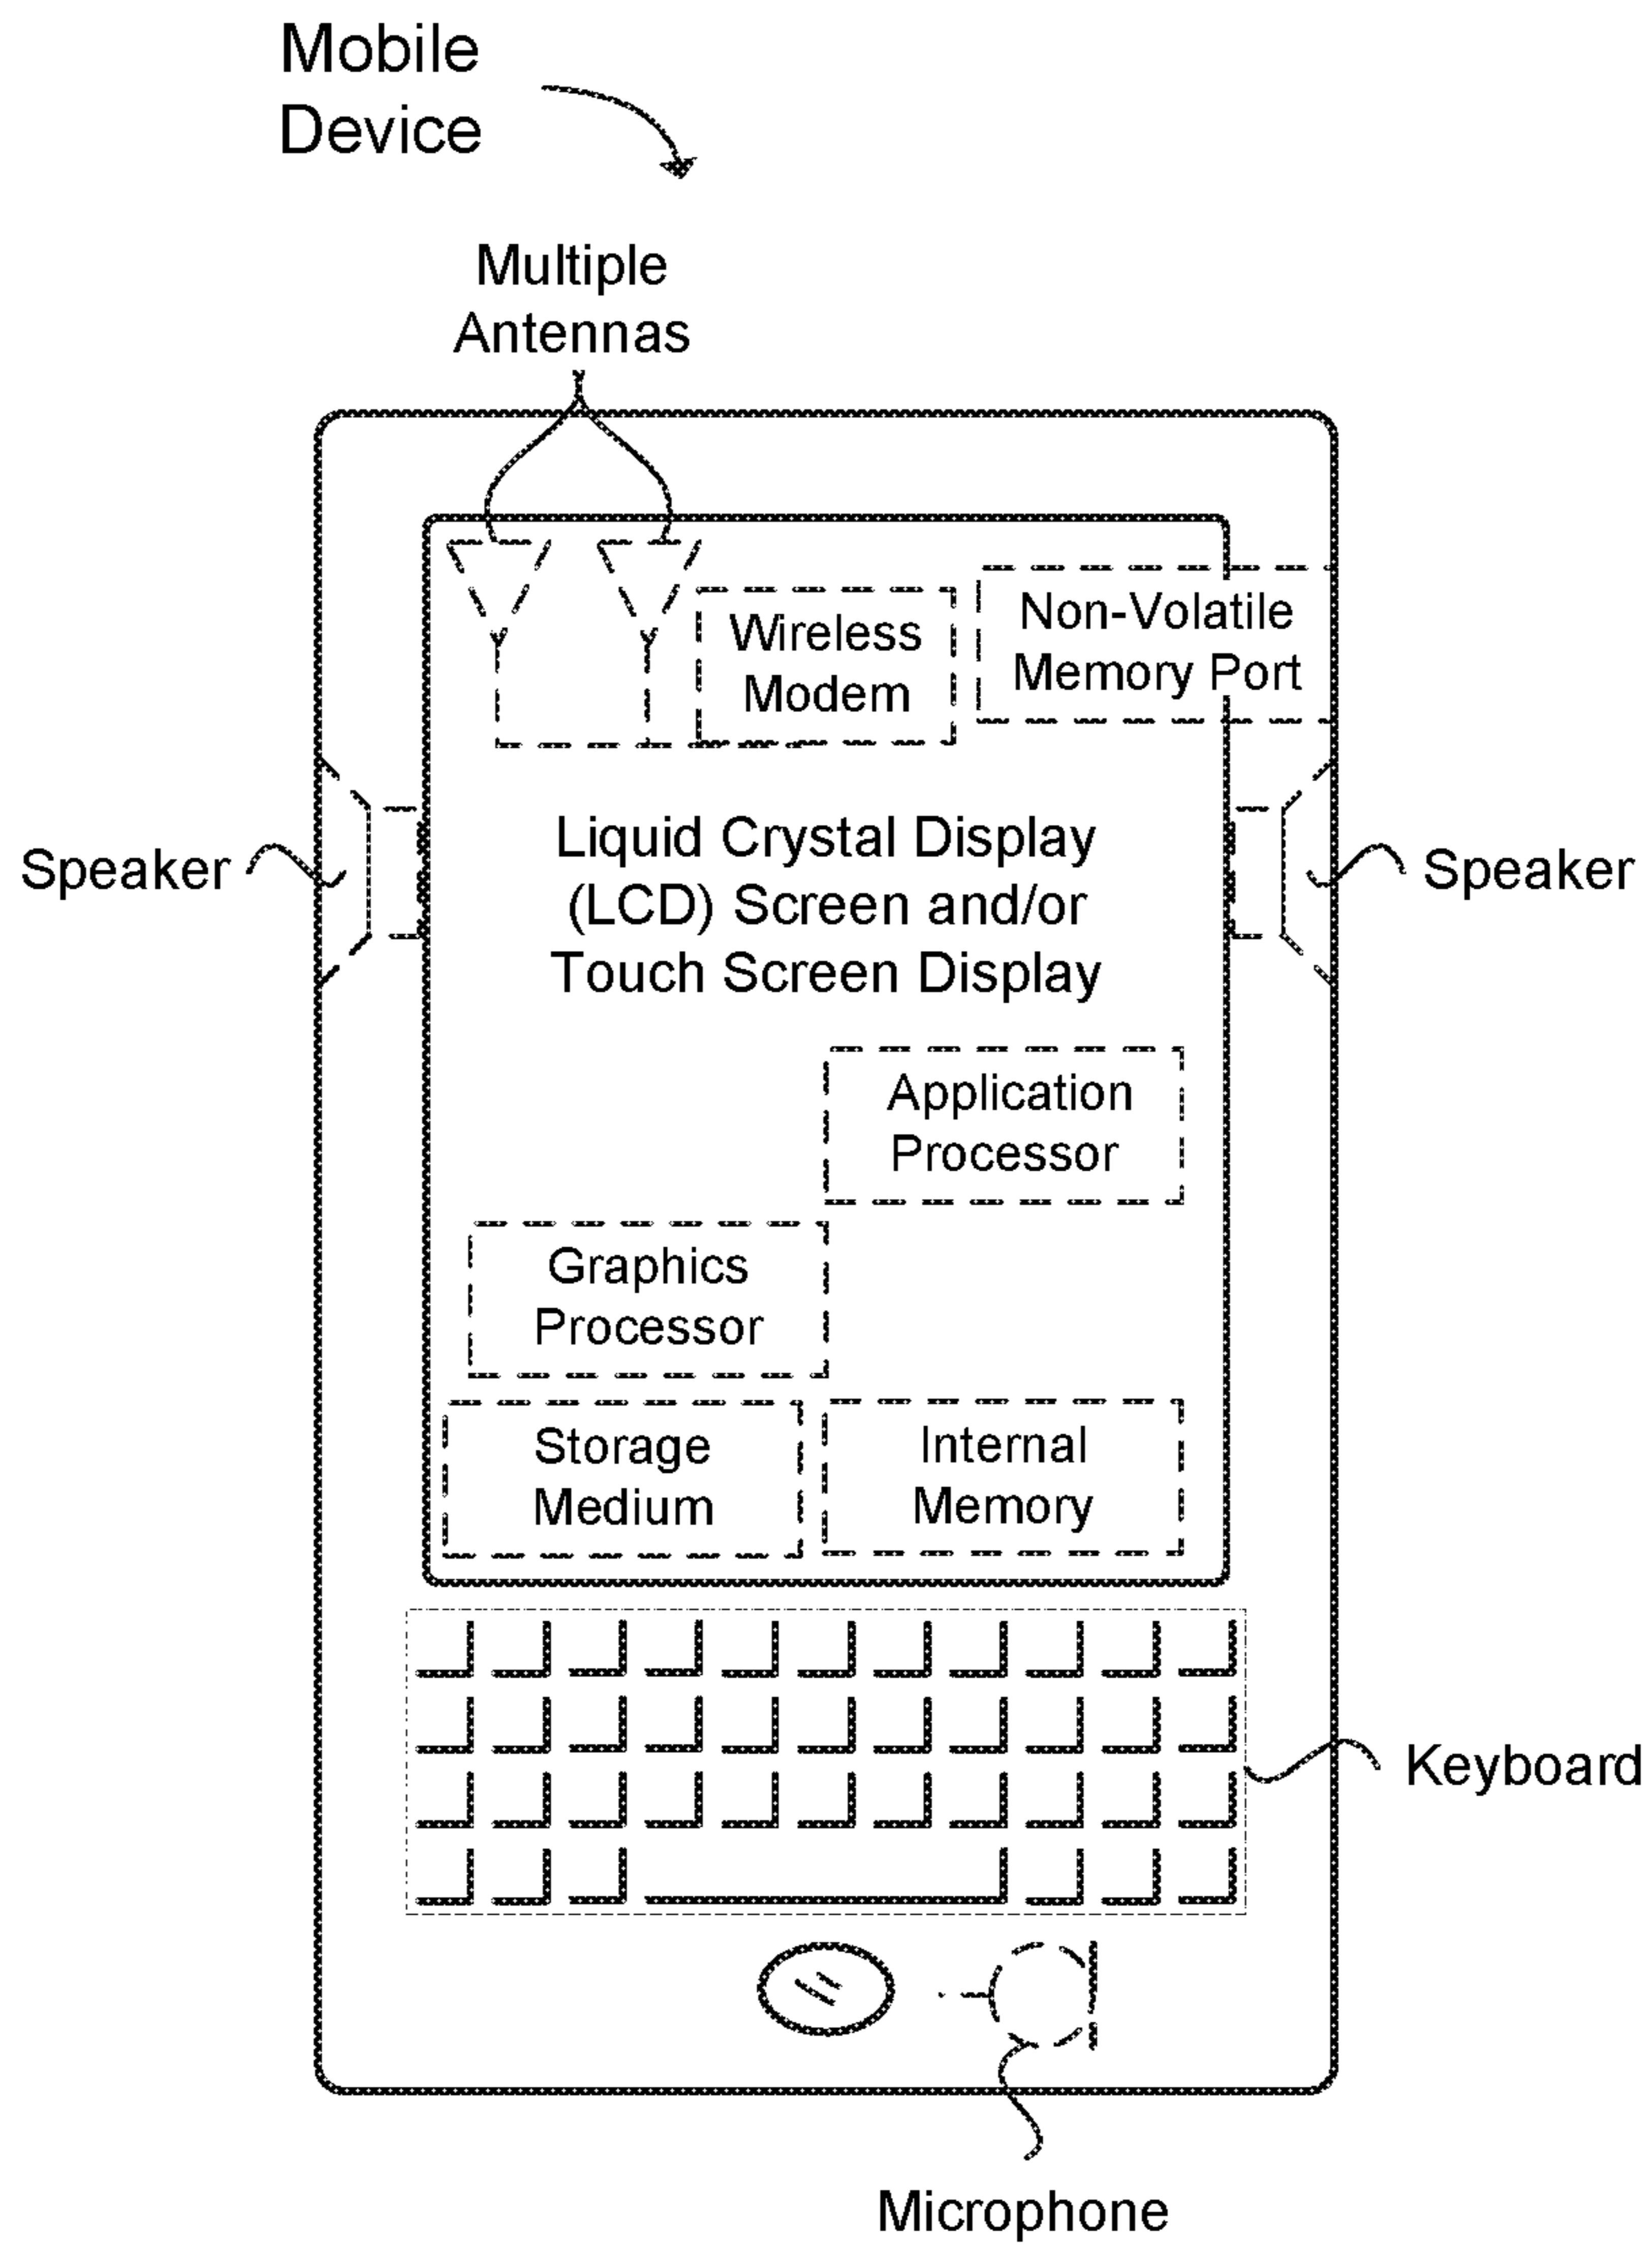 Mobile
Device
Multiple
Antennas
Wireless
Modem
Non-Volatile
Memory Port
Speaker
Liquid Crystal Display
(LCD) Screen and/or
Touch Screen Display
Speaker
Application
Processor
Graphics
Processor
Storage
Medium
Internal
Memory
Keyboard
Microphone